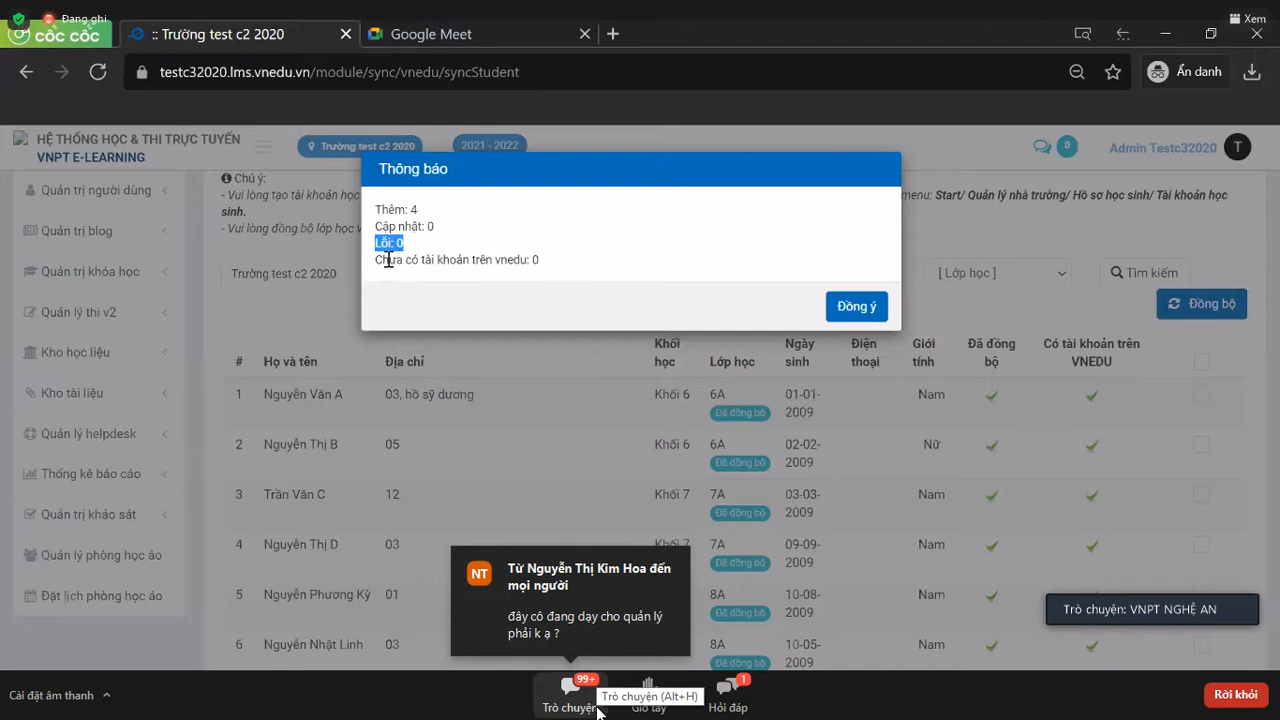 Đang ghi
Xem
cốc cốc
:: Trường test c2 2020
Google Meet
testc32020.lms.vnedu.vn/module/sync/vnedu/syncStudent
Ẩn danh
HỆ THỐNG HỌC & THI TRỰC TUYẾN
VNPT E-LEARNING
Trường test c2 2020
2021 - 2022
0
Admin Testc32020
T
Thông báo
Thêm: 4
Cập nhật: 0
Lỗi: 0
Chưa có tài khoản trên vnedu: 0
Đồng ý
Quản trị người dùng
Quản trị blog
Quản trị khóa học
Quản lý thi v2
Kho học liệu
Kho tài liệu
Quản lý helpdesk
Thống kê báo cáo
Quản trị khảo sát
Quản lý phòng học ảo
Đặt lịch phòng học ảo
Chú ý:
- Vui lòng tạo tài khoản học
menu: Start/ Quản lý nhà trường/ Hồ sơ học sinh/ Tài khoản học
sinh.
- Vui lòng đồng bộ lớp học v
Trường test c2 2020
[ Lớp học ]
Tìm kiếm
Đồng bộ
# Họ và tên Địa chỉ Khối học Lớp học Ngày sinh Điện thoại Giới tính Đã đồng bộ Có tài khoản trên VNEDU
1 Nguyễn Văn A 03, hồ sỹ dương Khối 6 6A Đã đồng bộ 01-01-2009 Nam
2 Nguyễn Thị B 05 Khối 6 6A Đã đồng bộ 02-02-2009 Nữ
3 Trần Văn C 12 Khối 7 7A Đã đồng bộ 03-03-2009 Nam
4 Nguyễn Thị D 03 Khối 7 7A Đã đồng bộ 09-09-2009 Nam
5 Nguyễn Phương Kỳ 01 Khối 8 8A Đã đồng bộ 10-08-2009 Nam
6 Nguyễn Nhật Linh 03 Khối 8 8A Đã đồng bộ 10-05-2009 Nam
NT
Từ Nguyễn Thị Kim Hoa đến
mọi người
đây cô đang dạy cho quản lý
phải k ạ ?
Trò chuyện: VNPT NGHỆ AN
Cài đặt âm thanh
99+
Trò chuyện
Trò chuyện (Alt+H)
Giơ tay
1
Hỏi đáp
Rời khỏi